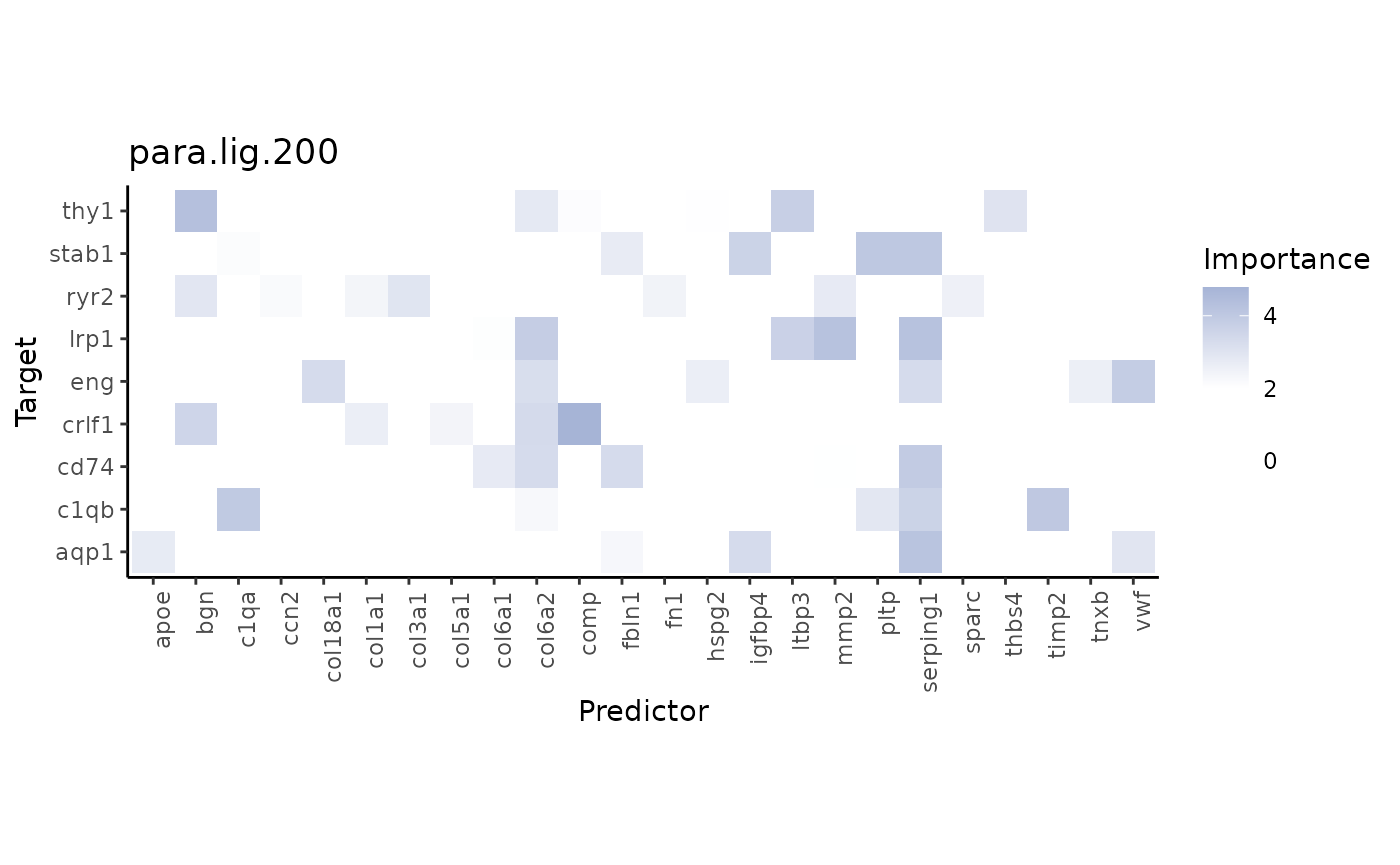 para.lig.200
thy1
stab1
ryr2
lrp1
eng
crlf1
cd74
c1qb
aqp1
Target
apoe
bgn
c1qa
ccn2
col18a1
col1a1
col3a1
col5a1
col6a1
col6a2
comp
fbln1
fn1
hspg2
igfbp4
ltbp3
mmp2
pltp
serping1
sparc
thbs4
timp2
tnxb
vwf
Predictor
Importance
4
2
0